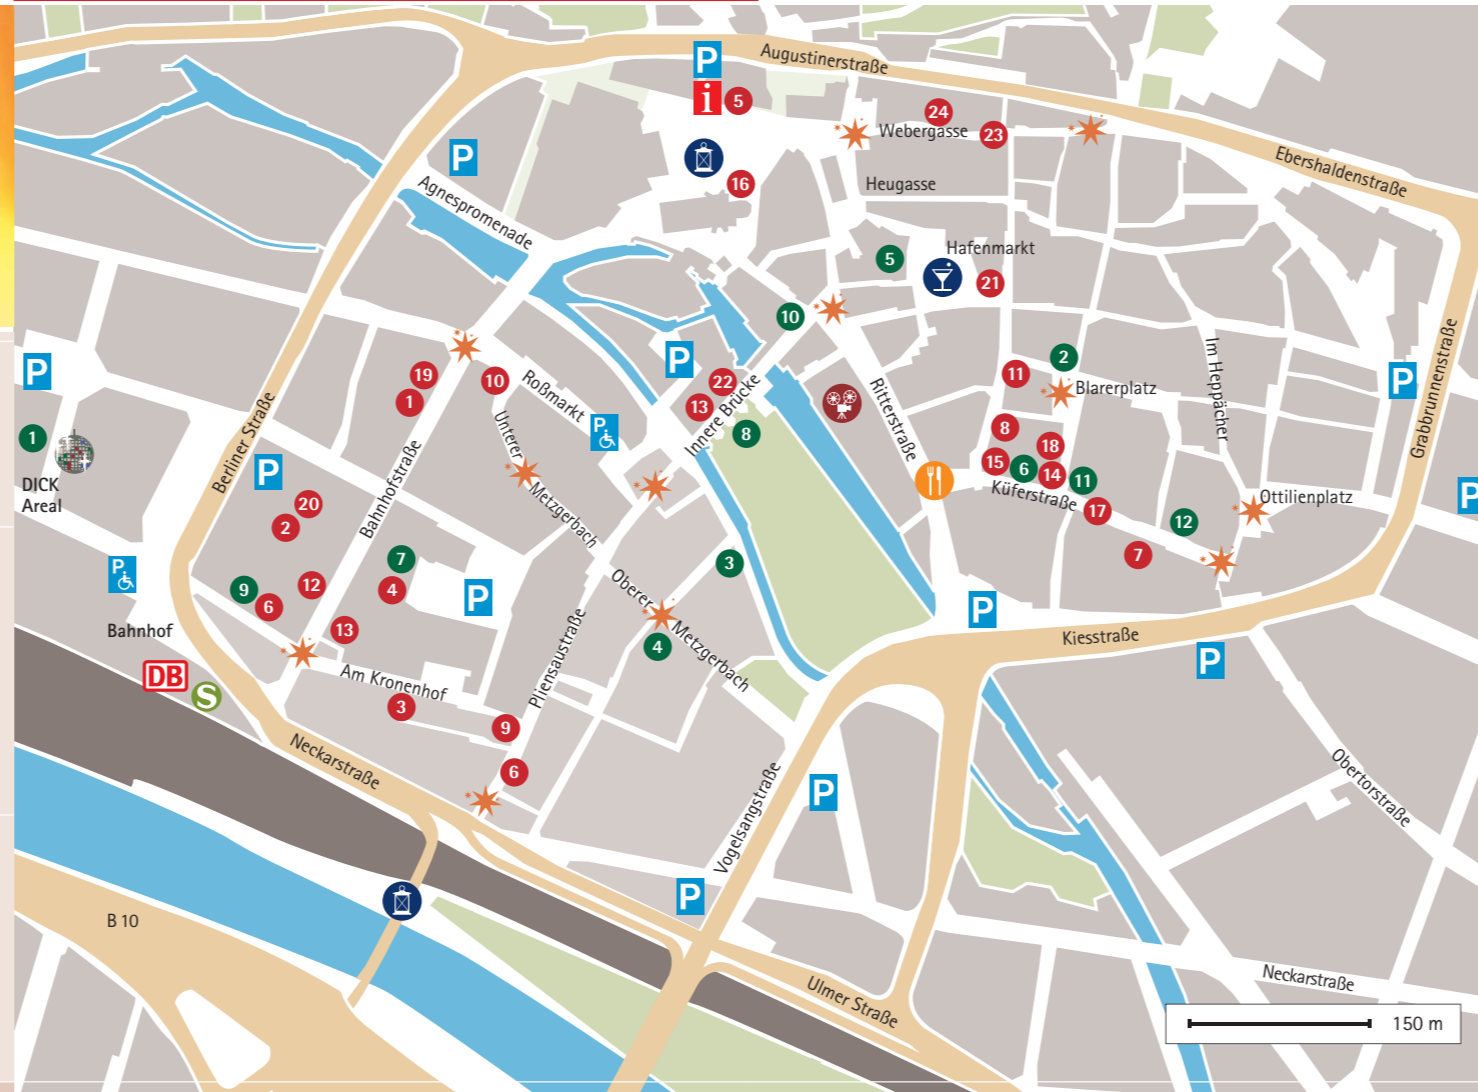 P
Augustinerstraße
i
5
24
Webergasse
23
P
Ebershaldenstraße
16
Heugasse
Agnespromenade
5
Hafenmarkt
21
10
P
P
2
Im Heppächer
Grabbrunnenstraße
P
19
10
Roßmarkt
22
11
Blarerplatz
1
13
Innere Brücke
Ritterstraße
Berliner Straße
Unterer
Metzgerbach
P
8
8
18
1
DICK
Areal
P
Bahnhofstraße
15
6
14
11
Küferstraße
17
Ottilienplatz
P
20
2
12
7
7
3
P
9
6
12
4
P
Oberer
Metzgerbach
P
Bahnhof
13
4
Kiesstraße
P
DB
S
Am Kronenhof
3
Pliensaustraße
9
6
Neckarstraße
Vogelsangstraße
P
Obertorstraße
P
B 10
Ulmer Straße
Neckarstraße
150 m